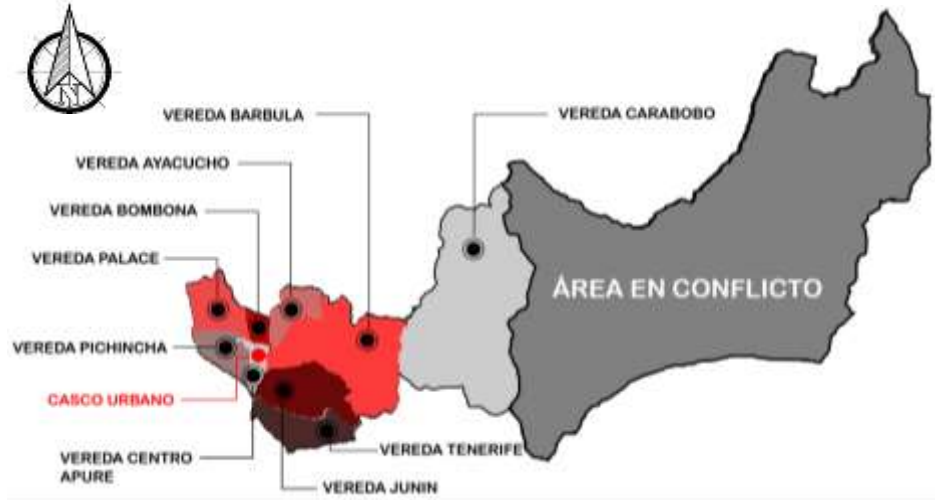 VEREDA BARBULA
VEREDA CARABOBO
VEREDA AYACUCHO
VEREDA BOMBONA
VEREDA PALACE
ÁREA EN CONFLICTO
VEREDA PICHINCHA
CASCO URBANO
VEREDA TENERIFE
VEREDA CENTRO
APURE
VEREDA JUNIN